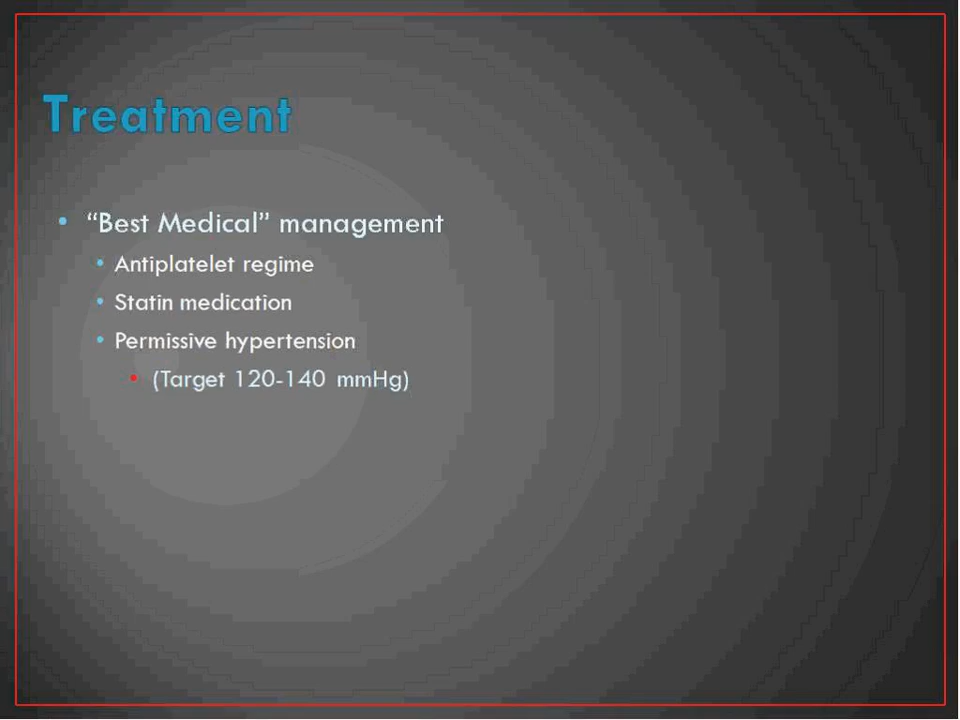 Treatment
• “Best Medical” management
• Antiplatelet regime
• Statin medication
• Permissive hypertension
• (Target 120-140 mmHg)